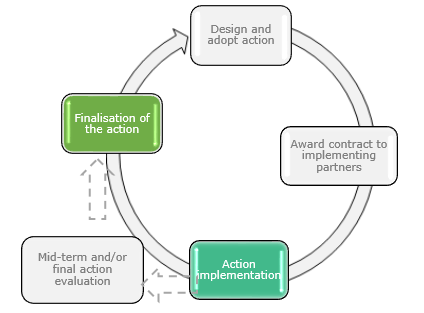 Design and
adopt action
Award contract to
implementing
partners
Action
implementation
Mid-term and/or
final action
evaluation
Finalisation of
the action